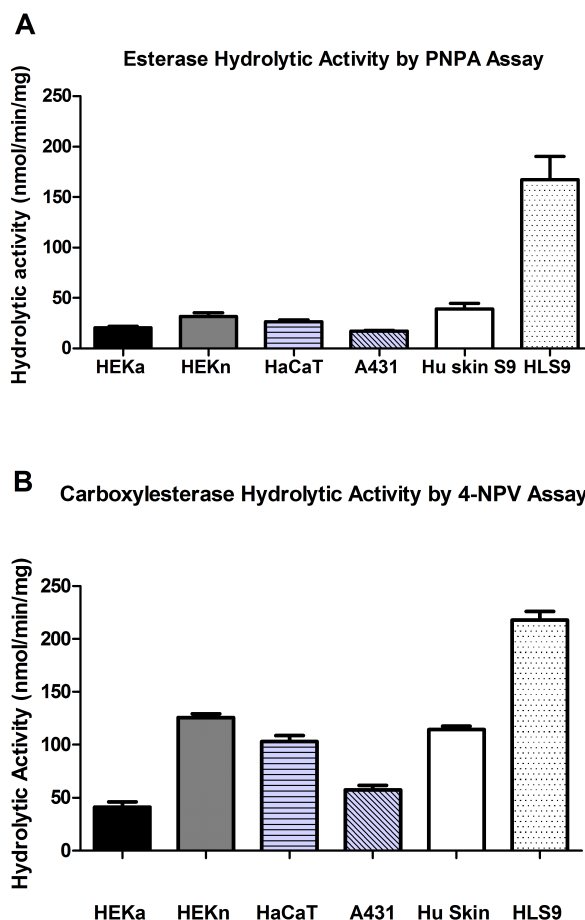 A
Esterase Hydrolytic Activity by PNPA Assay
Hydrolytic activity (nmol/min/mg)
250
200
150
100
50
0
HEKa HEKn HaCaT A431 Hu skin S9 HLS9
B
Carboxylesterase Hydrolytic Activity by 4-NPV Assay
Hydrolytic Activity (nmol/min/mg)
250
200
150
100
50
0
HEKa HEKn HaCaT A431 Hu Skin HLS9